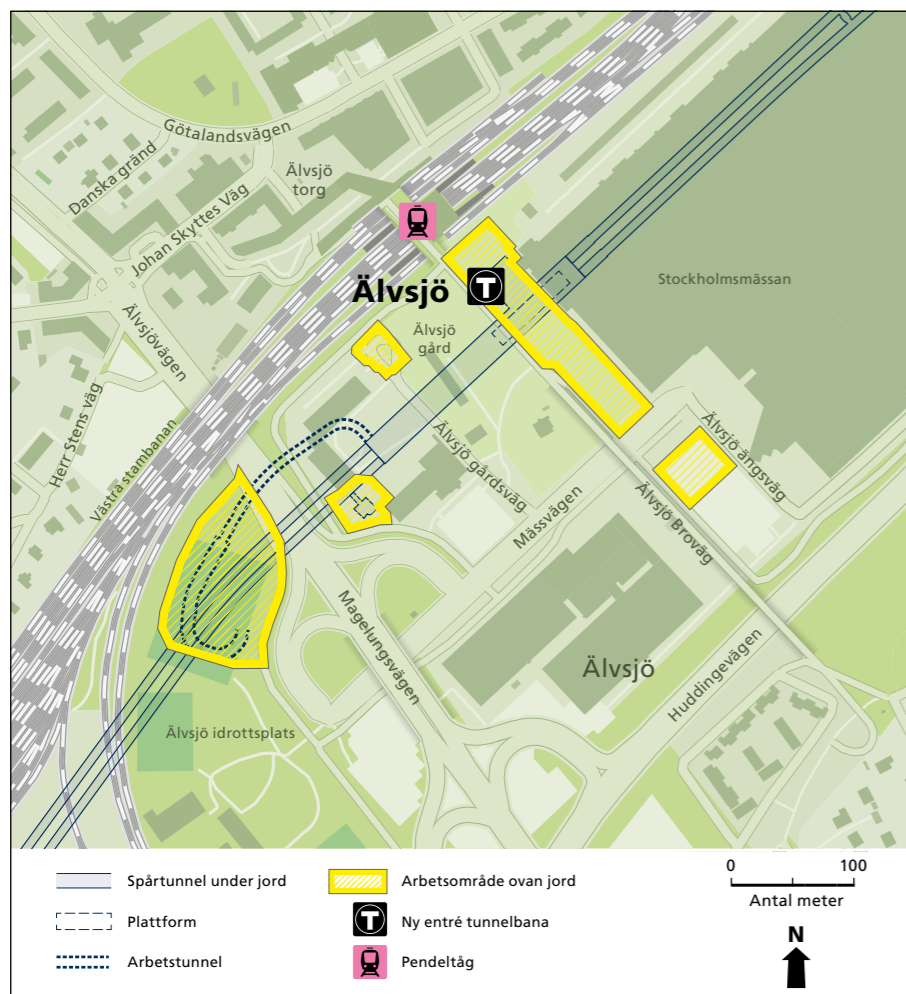 Götalandsvägen
Danska gränd
Älvsjö
torg
Johan Skyttes Väg
Älvsjö
T
Stockholmsmässan
Älvsjövägen
Älvsjö
gård
Herr Stens väg
Västra stambanan
Älvsjö gårdsväg
Älvsjö ängsväg
Mässvägen
Älvsjö Broväg
Magelungsvägen
Älvsjö
Huddingevägen
Älvsjö idrottsplats
Spårtunnel under jord
Plattform
Arbetstunnel
Arbetsområde ovan jord
T
Ny entré tunnelbana
Pendeltåg
0 100
Antal meter
N